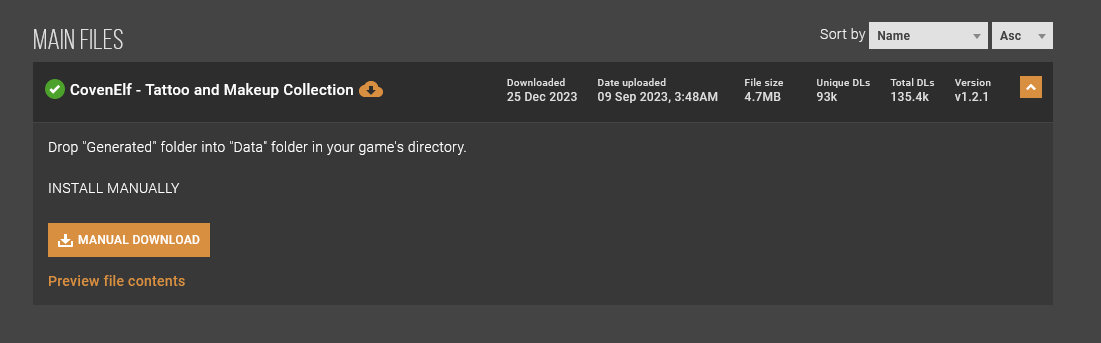 MAIN FILES
Sort by Name Asc
CovenElf - Tattoo and Makeup Collection
Downloaded
25 Dec 2023
Date uploaded
09 Sep 2023, 3:48AM
File size
4.7MB
Unique DLs
93k
Total DLs
135.4k
Version
v1.2.1
Drop "Generated" folder into "Data" folder in your game's directory.
INSTALL MANUALLY
MANUAL DOWNLOAD
Preview file contents